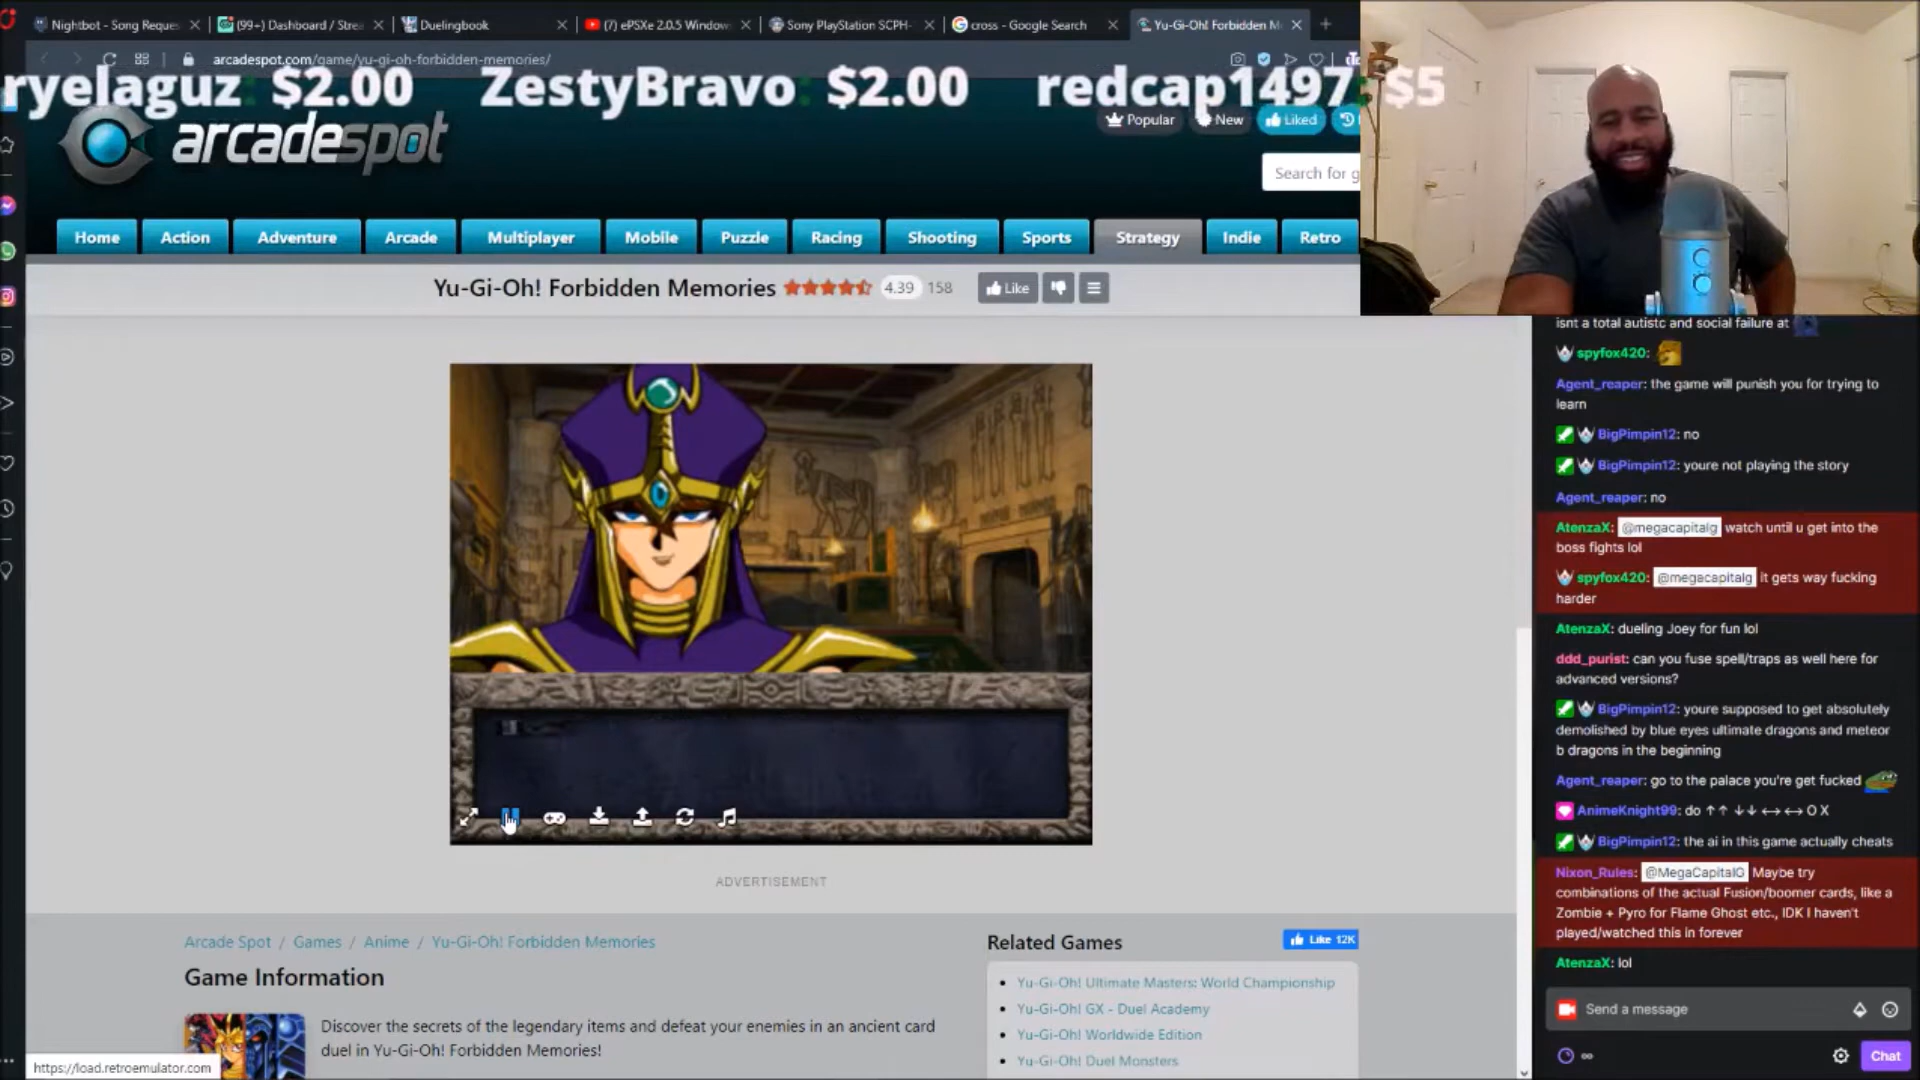 Nightbot - Song Reques
(99+) Dashboard / Strea
Duelingbook
(7) ePSXe 2.0.5 Window
Sony PlayStation SCPH-
cross - Google Search
Yu-Gi-Oh! Forbidden M
arcadespot.com/game/yu-gi-oh-forbidden-memories/
ryelaguz: $2.00 ZestyBravo: $2.00 redcap1497: $5
arcadespot
Popular
New
Liked
Search for g
Home
Action
Adventure
Arcade
Multiplayer
Mobile
Puzzle
Racing
Shooting
Sports
Strategy
Indie
Retro
Yu-Gi-Oh! Forbidden Memories
4.39
158
Like
ADVERTISEMENT
Arcade Spot / Games / Anime / Yu-Gi-Oh! Forbidden Memories
Game Information
Discover the secrets of the legendary items and defeat your enemies in an ancient card
duel in Yu-Gi-Oh! Forbidden Memories!
https://load.retroemulator.com
Related Games
Like 12K
Yu-Gi-Oh! Ultimate Masters: World Championship
Yu-Gi-Oh! GX - Duel Academy
Yu-Gi-Oh! Worldwide Edition
Yu-Gi-Oh! Duel Monsters
isnt a total autistc and social failure at
spyfox420:
Agent_reaper: the game will punish you for trying to
learn
BigPimpin12: no
BigPimpin12: youre not playing the story
Agent_reaper: no
AtenzaX: @megacapitalg watch until u get into the
boss fights lol
spyfox420: @megacapitalg it gets way fucking
harder
AtenzaX: dueling Joey for fun lol
ddd_purist: can you fuse spell/traps as well here for
advanced versions?
BigPimpin12: youre supposed to get absolutely
demolished by blue eyes ultimate dragons and meteor
b dragons in the beginning
Agent_reaper: go to the palace you're get fucked
AnimeKnight99: do ↑↑ ↓↓ ↔ ↔ O X
BigPimpin12: the ai in this game actually cheats
Nixon_Rules: @MegaCapitalG Maybe try
combinations of the actual Fusion/boomer cards, like a
Zombie + Pyro for Flame Ghost etc., IDK I haven't
played/watched this in forever
AtenzaX: lol
Send a message
∞
Chat